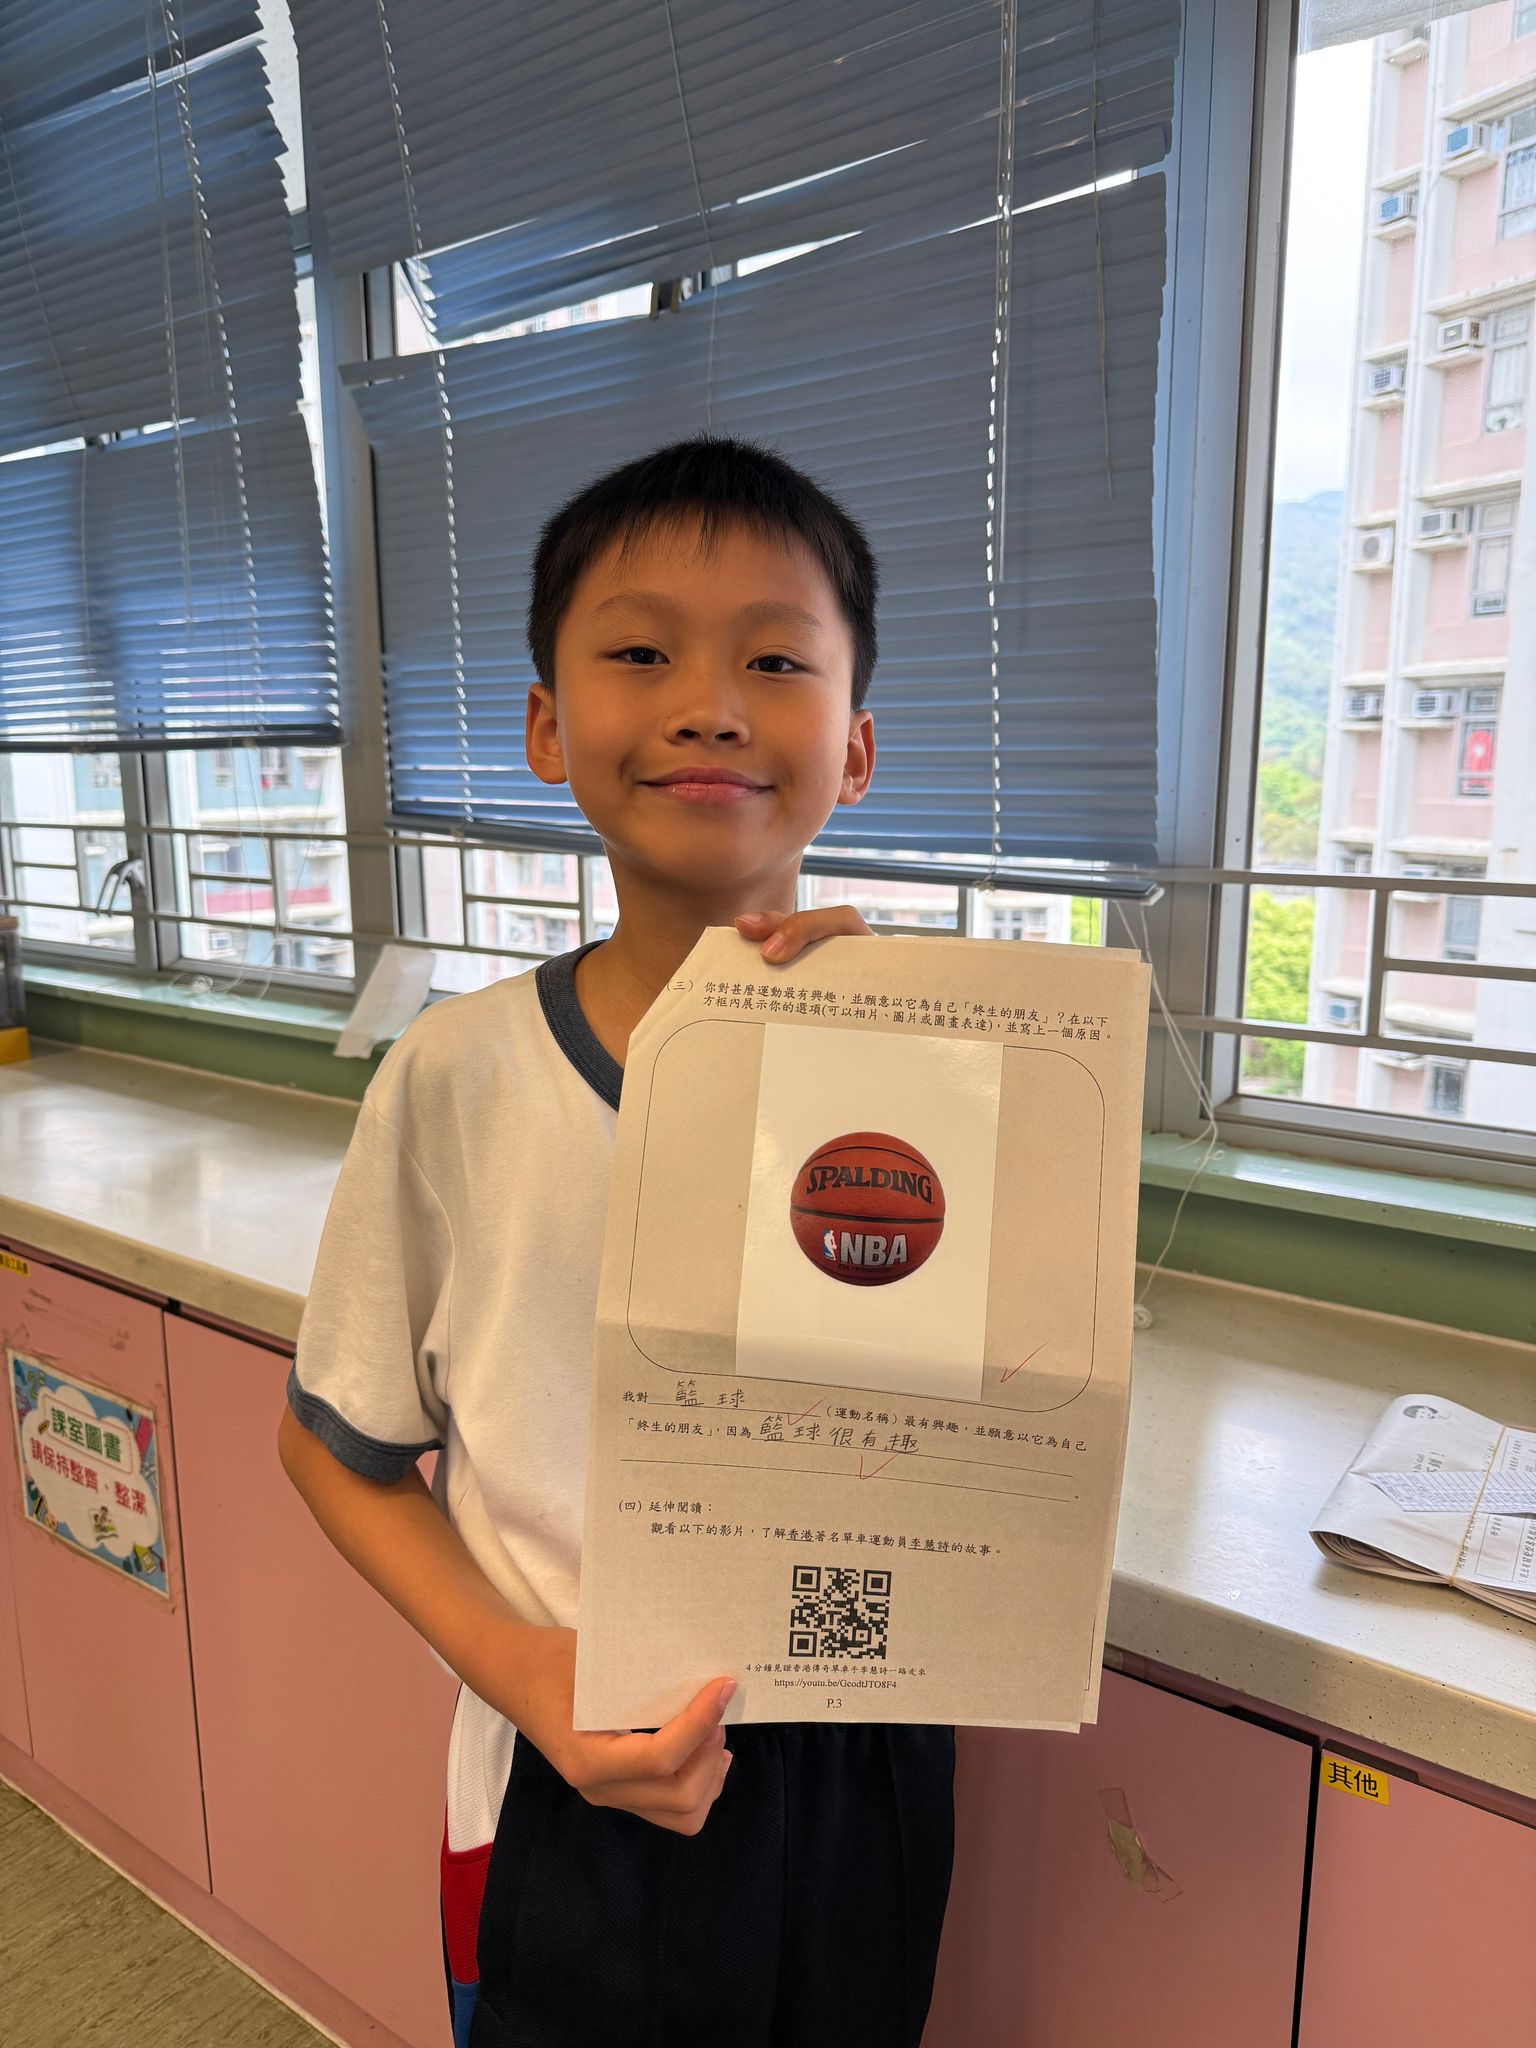 (三) 你對甚麼運動最有興趣，並願意以它為自己「終生的朋友」？在以下
方框內展示你的選項(可以相片、圖片或圖畫表達)，並寫上一個原因。
SPALDING
NBA
OUTDOOR
我對 籃球 (運動名稱) 最有興趣，並願意以它為自己
「終生的朋友」，因為 籃球很有趣
。
(四) 延伸閱讀：
觀看以下的影片，了解香港著名單車運動員李慧詩的故事。
4 分鐘見證香港傳奇單車手李慧詩一路走來
https://youtu.be/GcodtJTO8F4
P.3
課室圖書
請保持整齊、整潔
其他